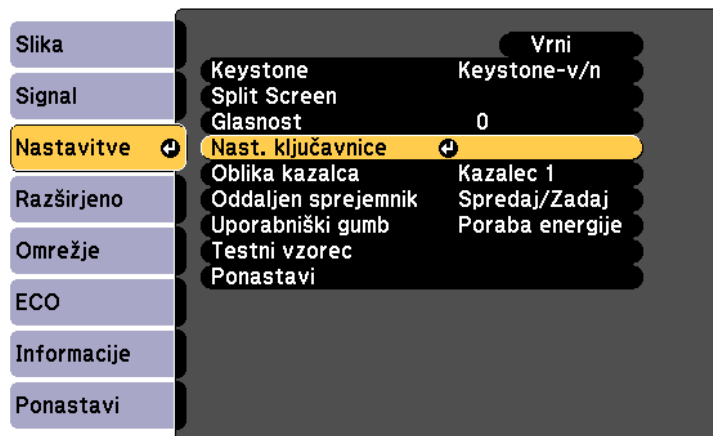 Slika
Signal
Nastavitve
Razširjeno
Omrežje
ECO
Informacije
Ponastavi
Vrni
Keystone Keystone-v/n
Split Screen
Glasnost 0
Nast. ključavnice
Oblika kazalca Kazalec 1
Oddaljen sprejemnik Spredaj/Zadaj
Uporabniški gumb Poraba energije
Testni vzorec
Ponastavi